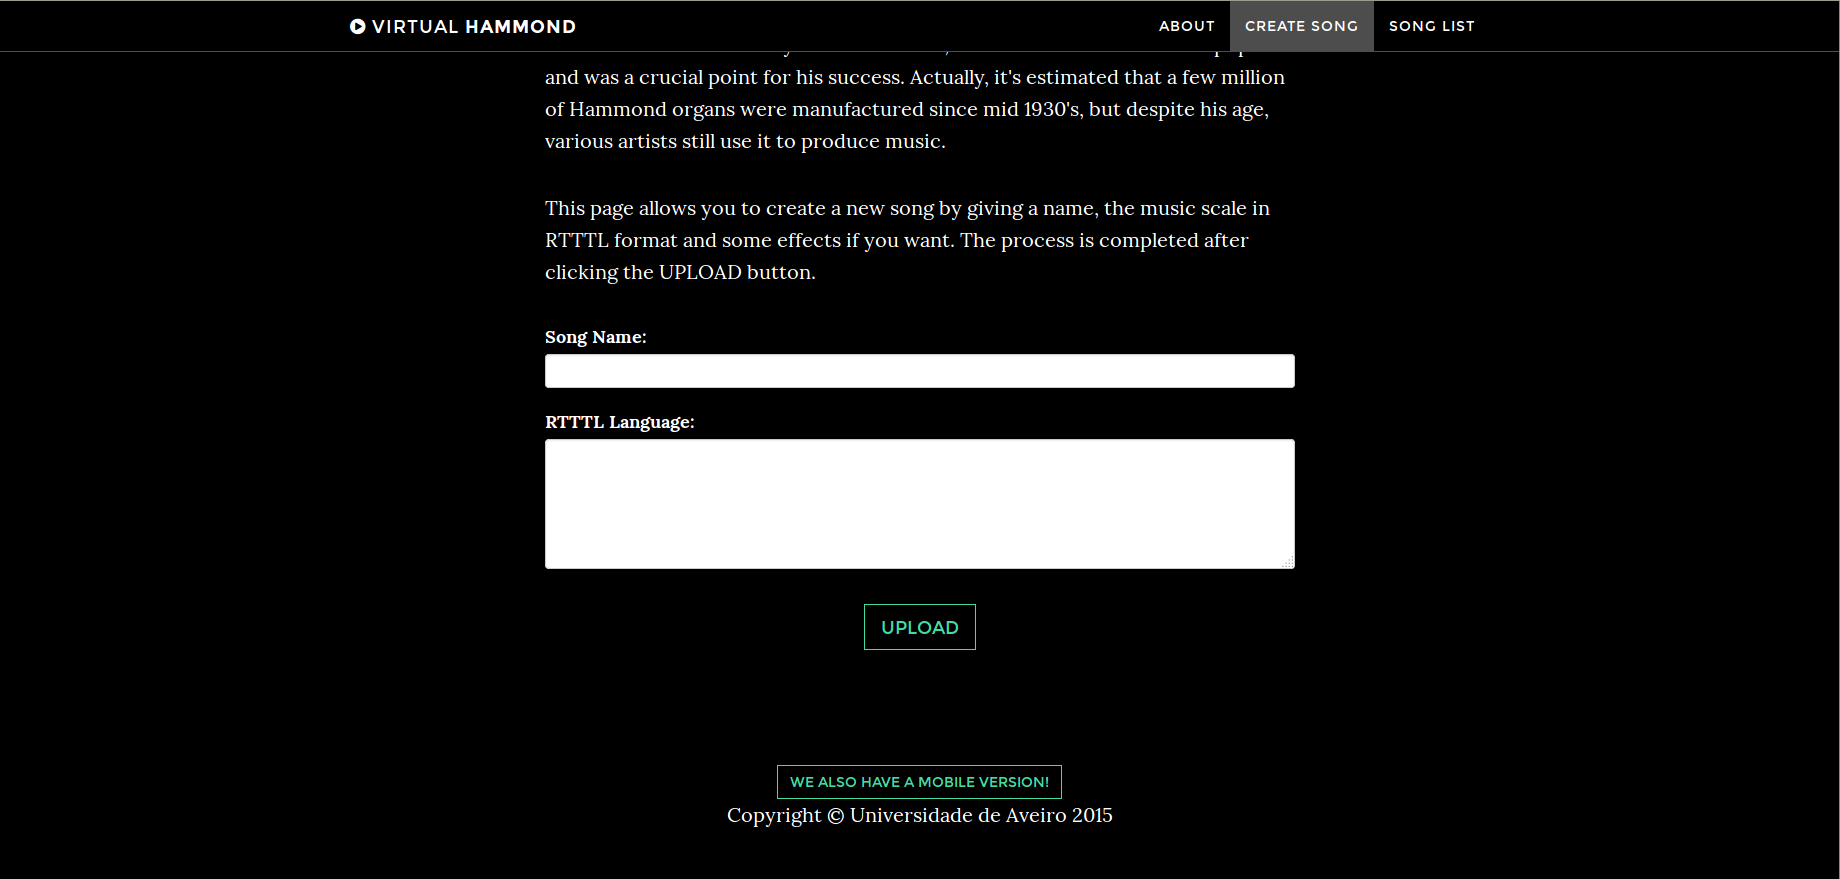 VIRTUAL HAMMOND
ABOUT
CREATE SONG
SONG LIST
and was a crucial point for his success. Actually, it's estimated that a few million
of Hammond organs were manufactured since mid 1930's, but despite his age,
various artists still use it to produce music.
This page allows you to create a new song by giving a name, the music scale in
RTTTL format and some effects if you want. The process is completed after
clicking the UPLOAD button.
Song Name:
RTTTL Language:
UPLOAD
WE ALSO HAVE A MOBILE VERSION!
Copyright © Universidade de Aveiro 2015